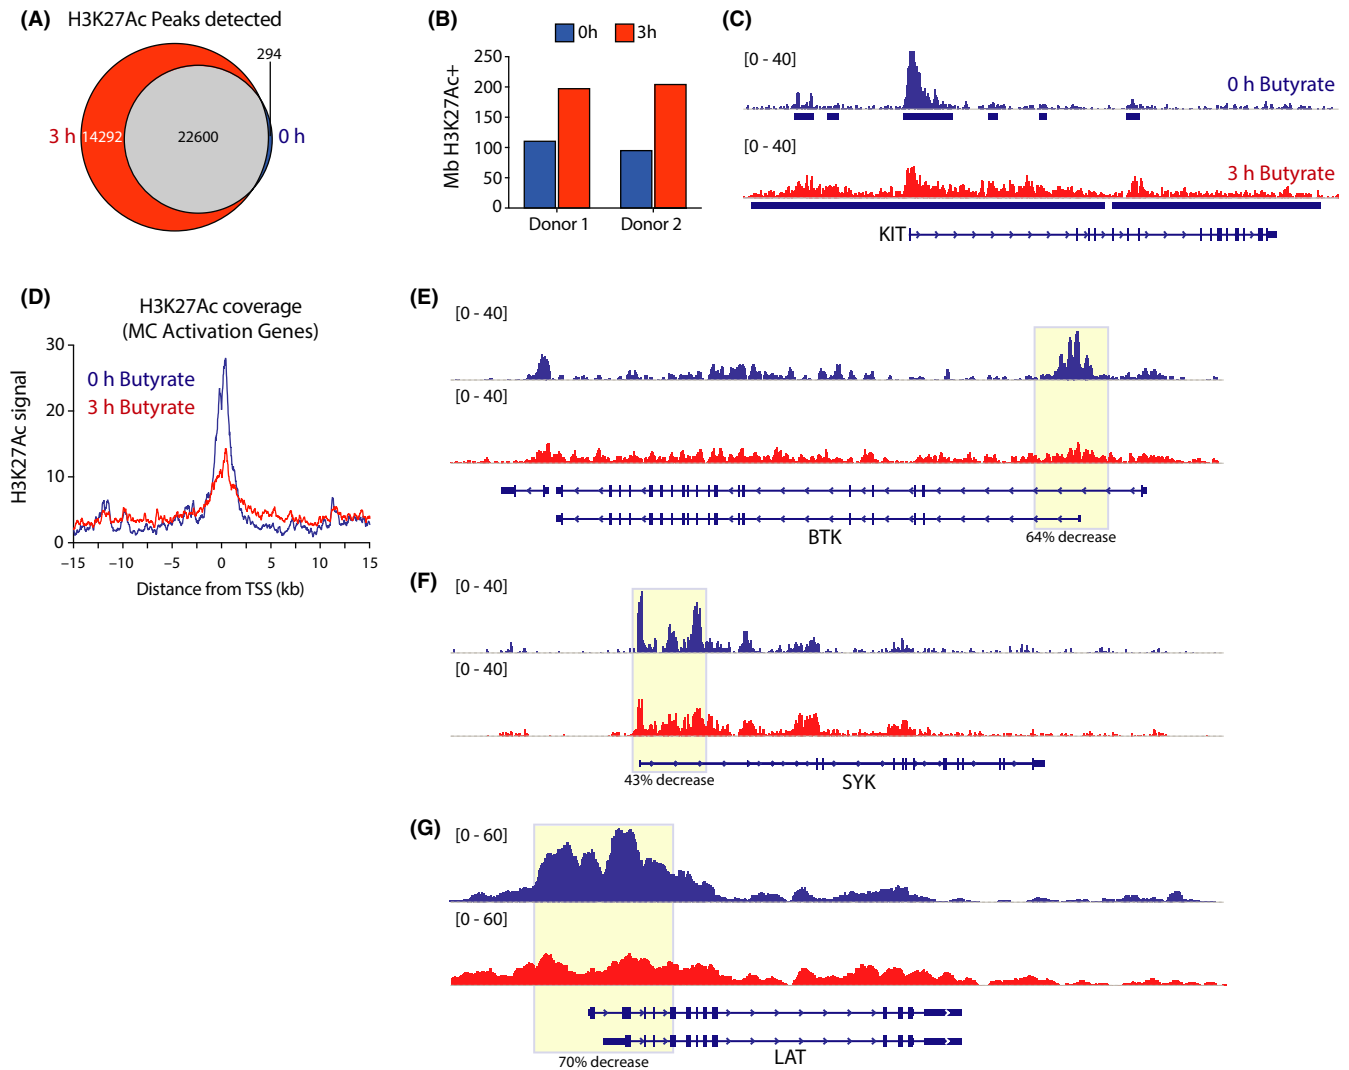 (A) H3K27Ac Peaks detected
294
3 h
14292
22600
0 h
(B)
0h
3h
Mb H3K27Ac+
250
200
150
100
50
0
Donor 1
Donor 2
(C)
[0 - 40]
0 h Butyrate
[0 - 40]
3 h Butyrate
KIT
(D)
H3K27Ac coverage
(MC Activation Genes)
0 h Butyrate
3 h Butyrate
H3K27Ac signal
30
20
10
0
−15
−10
−5
0
5
10
15
Distance from TSS (kb)
(E)
[0 - 40]
[0 - 40]
BTK
64% decrease
(F)
[0 - 40]
[0 - 40]
43% decrease
SYK
(G)
[0 - 60]
[0 - 60]
70% decrease
LAT